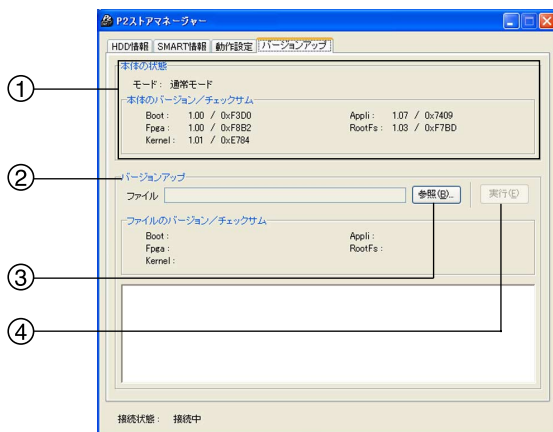 P2ストアマネージャー
HDD情報 SMART情報 動作設定 バージョンアップ
本体の状態
①
モード: 通常モード
本体のバージョン/チェックサム
Boot: 1.00 / 0xF3D0 Appli: 1.07 / 0x7409
Fpga: 1.00 / 0xF8B2 RootFs: 1.03 / 0xF7BD
Kernel: 1.01 / 0xE784
②
バージョンアップ
ファイル 参照(B)... 実行(E)
ファイルのバージョン/チェックサム
Boot: Appli:
Fpga: RootFs:
Kernel:
③
④
接続状態: 接続中